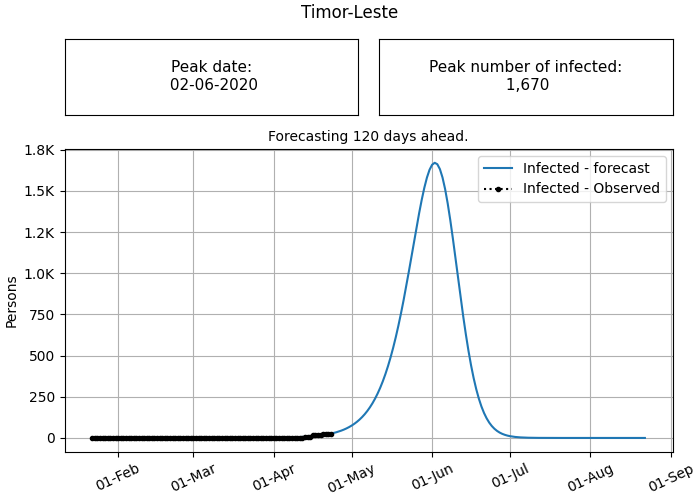 Timor-Leste
Peak date:
02-06-2020
Peak number of infected:
1,670
Forecasting 120 days ahead.
Infected - forecast
Infected - Observed
Persons
1.8K
1.5K
1.2K
1.0K
750
500
250
0
01-Feb
01-Mar
01-Apr
01-May
01-Jun
01-Jul
01-Aug
01-Sep